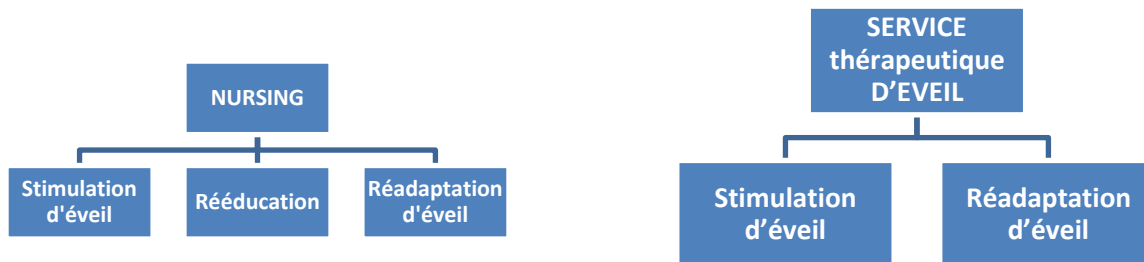 NURSING
Stimulation
d'éveil
Rééducation
Réadaptation
d'éveil
SERVICE
thérapeutique
D’EVEIL
Stimulation
d’éveil
Réadaptation
d’éveil